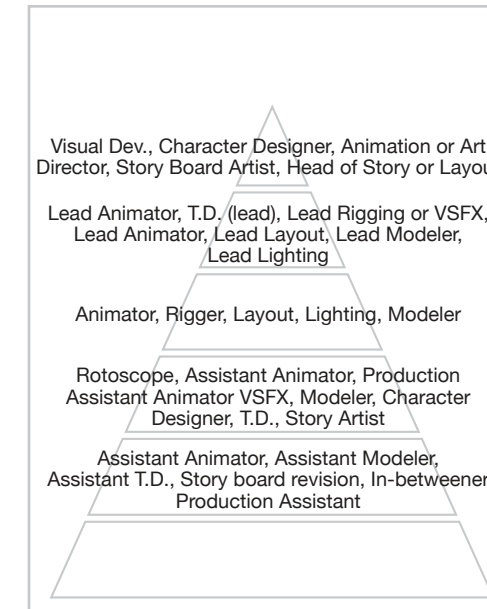 Visual Dev., Character Designer, Animation or Art
Director, Story Board Artist, Head of Story or Layou
Lead Animator, T.D. (lead), Lead Rigging or VSFX,
Lead Animator, Lead Layout, Lead Modeler,
Lead Lighting
Animator, Rigger, Layout, Lighting, Modeler
Rotoscope, Assistant Animator, Production
Assistant Animator VSFX, Modeler, Character
Designer, T.D., Story Artist
Assistant Animator, Assistant Modeler,
Assistant T.D., Story board revision, In-betweener
Production Assistant